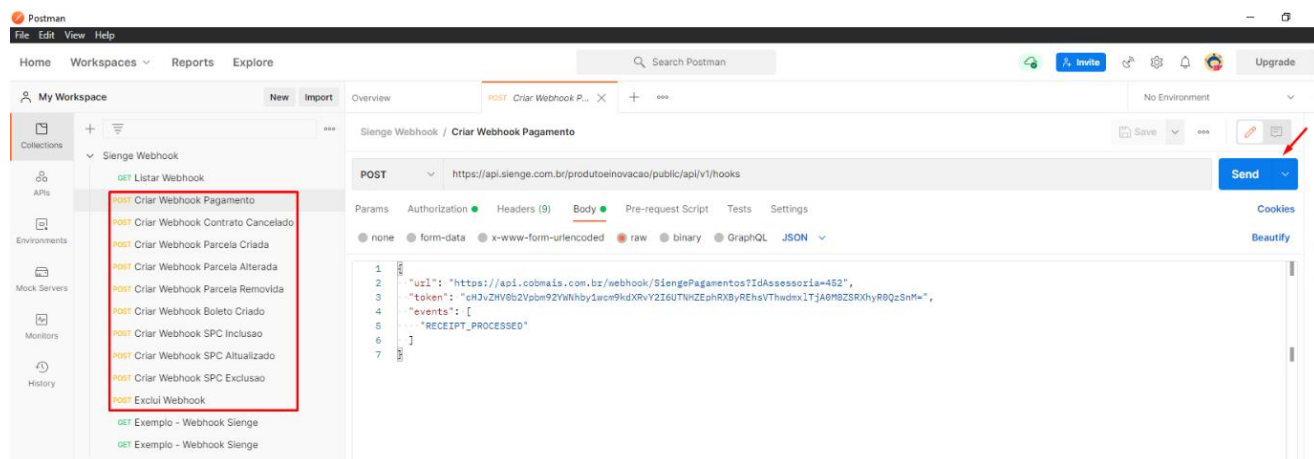 Postman
File Edit View Help
Home Workspaces Reports Explore
Search Postman
Invite
Upgrade
My Workspace
New Import
Overview
POST Criar Webhook P...
No Environment
Collections
APIs
Environments
Mock Servers
Monitors
History
Sienge Webhook
GET Listar Webhook
POST Criar Webhook Pagamento
POST Criar Webhook Contrato Cancelado
POST Criar Webhook Parcela Criada
POST Criar Webhook Parcela Alterada
POST Criar Webhook Parcela Removida
POST Criar Webhook Boleto Criado
POST Criar Webhook SPC Inclusao
POST Criar Webhook SPC Altualizado
POST Criar Webhook SPC Exclusao
POST Exclui Webhook
GET Exemplo - Webhook Sienge
GET Exemplo - Webhook Sienge
Sienge Webhook / Criar Webhook Pagamento
Save
POST https://api.sienge.com.br/produtoeinovacao/public/api/v1/hooks
Send
Params Authorization Headers (9) Body Pre-request Script Tests Settings
Cookies
none form-data x-www-form-urlencoded raw binary GraphQL JSON
Beautify
1 {
2 "url": "https://api.cobmais.com.br/webhook/SiengePagamentos?IdAssessoria=452",
3 "token":
4 "events": [
5 "RECEIPT_PROCESSED"
6 ]
7 }